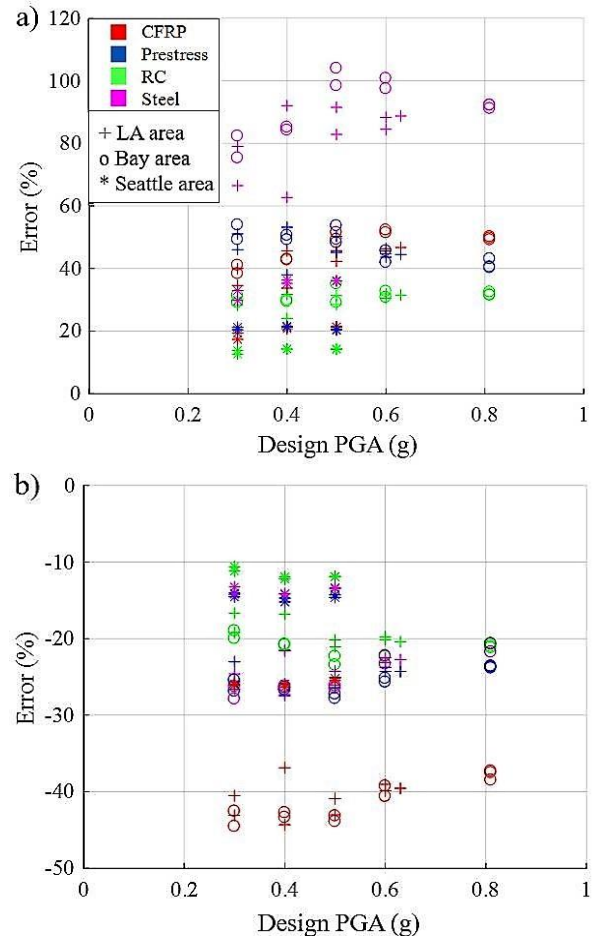 a)
120
100
80
60
40
20
0
Error (%)
CFRP
Prestress
RC
Steel
+ LA area
o Bay area
* Seattle area
0 0.2 0.4 0.6 0.8 1
Design PGA (g)
b)
0
-10
-20
-30
-40
-50
Error (%)
0 0.2 0.4 0.6 0.8 1
Design PGA (g)